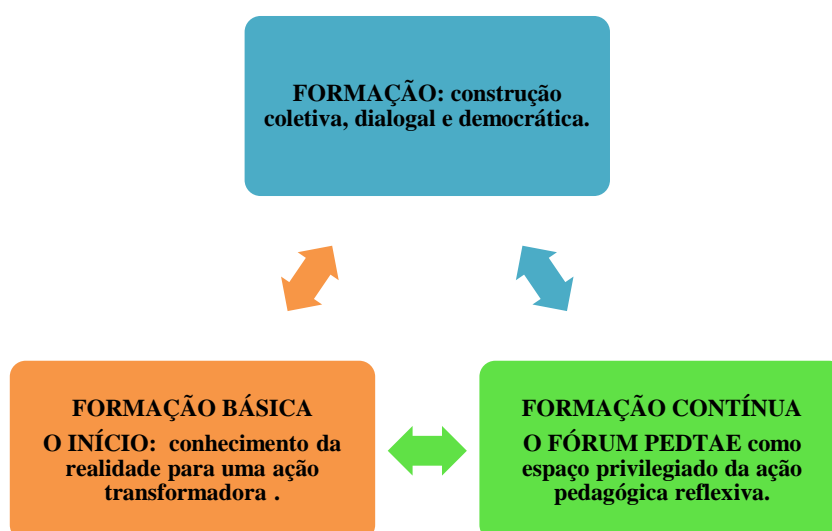 FORMAÇÃO: construção
coletiva, dialogal e democrática.
FORMAÇÃO BÁSICA
O INÍCIO: conhecimento da
realidade para uma ação
transformadora .
FORMAÇÃO CONTÍNUA
O FÓRUM PEDTAE como
espaço privilegiado da ação
pedagógica reflexiva.